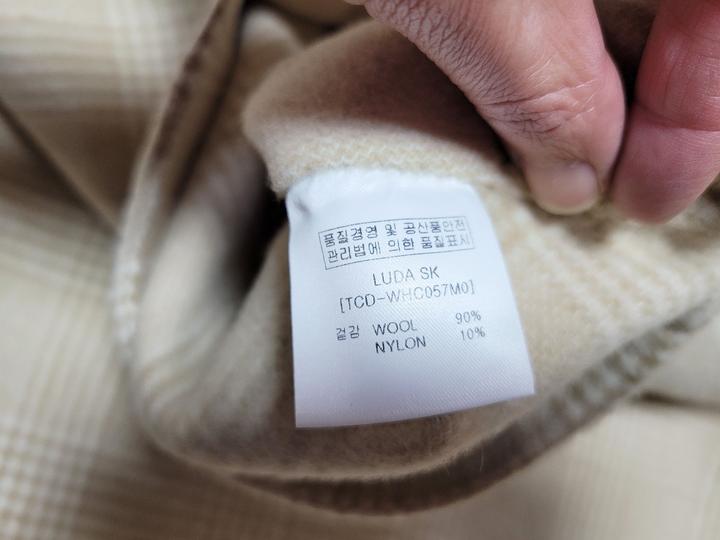 품질경영 및 공산품안전
관리법에 의한 품질표시
LUDA SK
[TCD-WHC057M0]
겉감 WOOL 90%
NYLON 10%